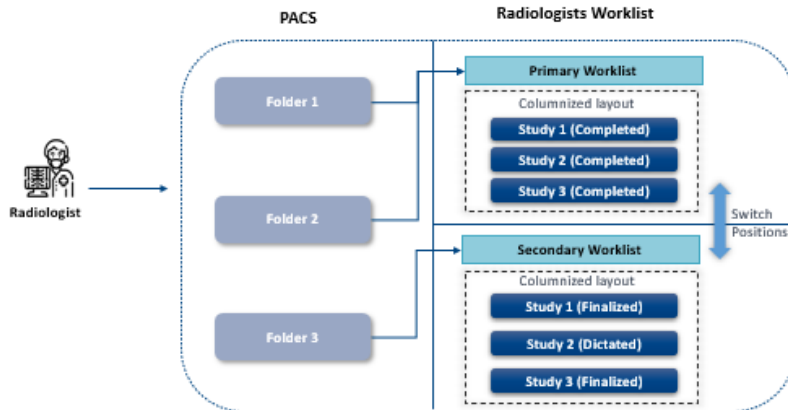 PACS
Radiologists Worklist
Folder 1
Folder 2
Folder 3
Radiologist
Primary Worklist
Columnized layout
Study 1 (Completed)
Study 2 (Completed)
Study 3 (Completed)
Switch
Positions
Secondary Worklist
Columnized layout
Study 1 (Finalized)
Study 2 (Dictated)
Study 3 (Finalized)